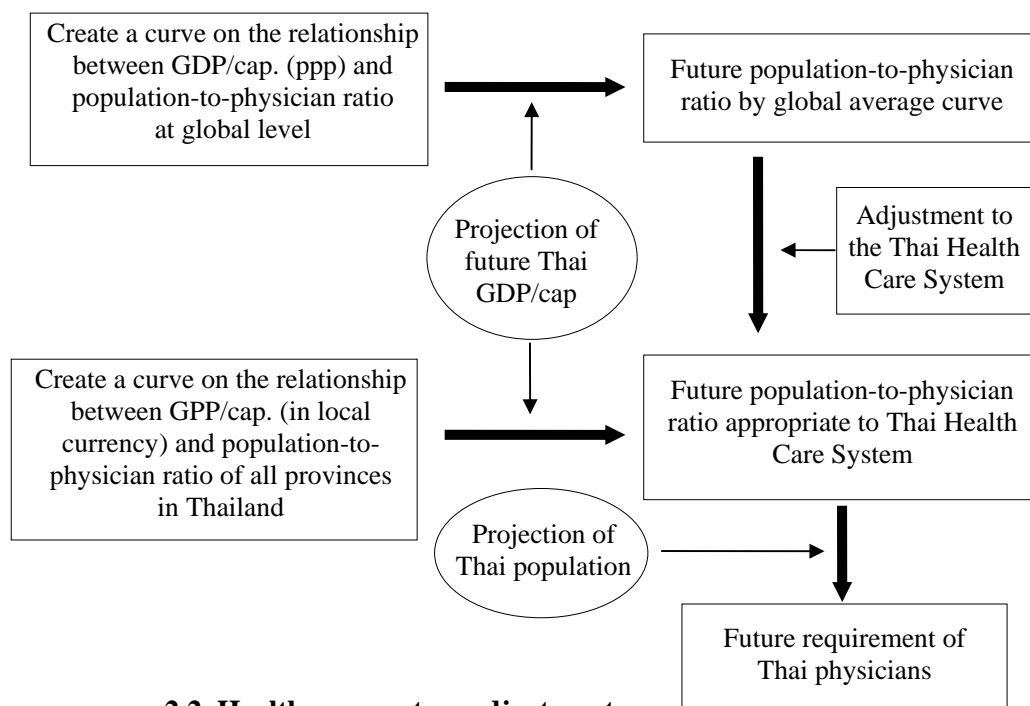 Create a curve on the relationship
between GDP/cap. (ppp) and
population-to-physician ratio
at global level
Future population-to-physician
ratio by global average curve
Projection of
future Thai
GDP/cap
Adjustment to
the Thai Health
Care System
Create a curve on the relationship
between GPP/cap. (in local
currency) and population-to-
physician ratio of all provinces
in Thailand
Future population-to-physician
ratio appropriate to Thai Health
Care System
Projection of
Thai population
Future requirement of
Thai physicians